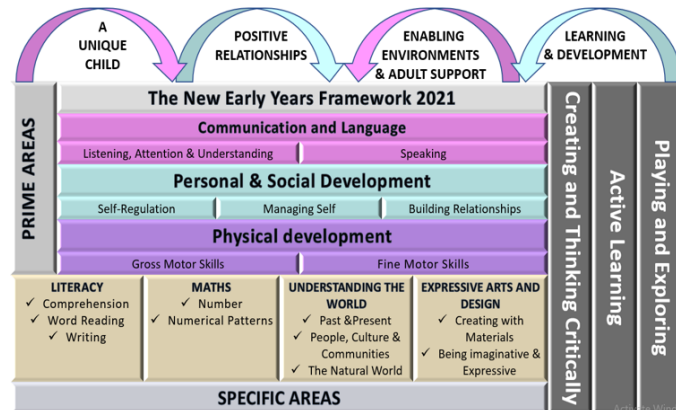 A
UNIQUE
CHILD
POSITIVE
RELATIONSHIPS
ENABLING
ENVIRONMENTS
& ADULT SUPPORT
LEARNING
& DEVELOPMENT
PRIME AREAS
The New Early Years Framework 2021
Communication and Language
Listening, Attention & Understanding
Speaking
Personal & Social Development
Self-Regulation
Managing Self
Building Relationships
Physical development
Gross Motor Skills
Fine Motor Skills
LITERACY
✓ Comprehension
✓ Word Reading
✓ Writing
MATHS
✓ Number
✓ Numerical Patterns
UNDERSTANDING THE
WORLD
✓ Past &Present
✓ People, Culture &
Communities
✓ The Natural World
EXPRESSIVE ARTS AND
DESIGN
✓ Creating with
Materials
✓ Being imaginative &
Expressive
SPECIFIC AREAS
Creating and Thinking Critically
Active Learning
Playing and Exploring